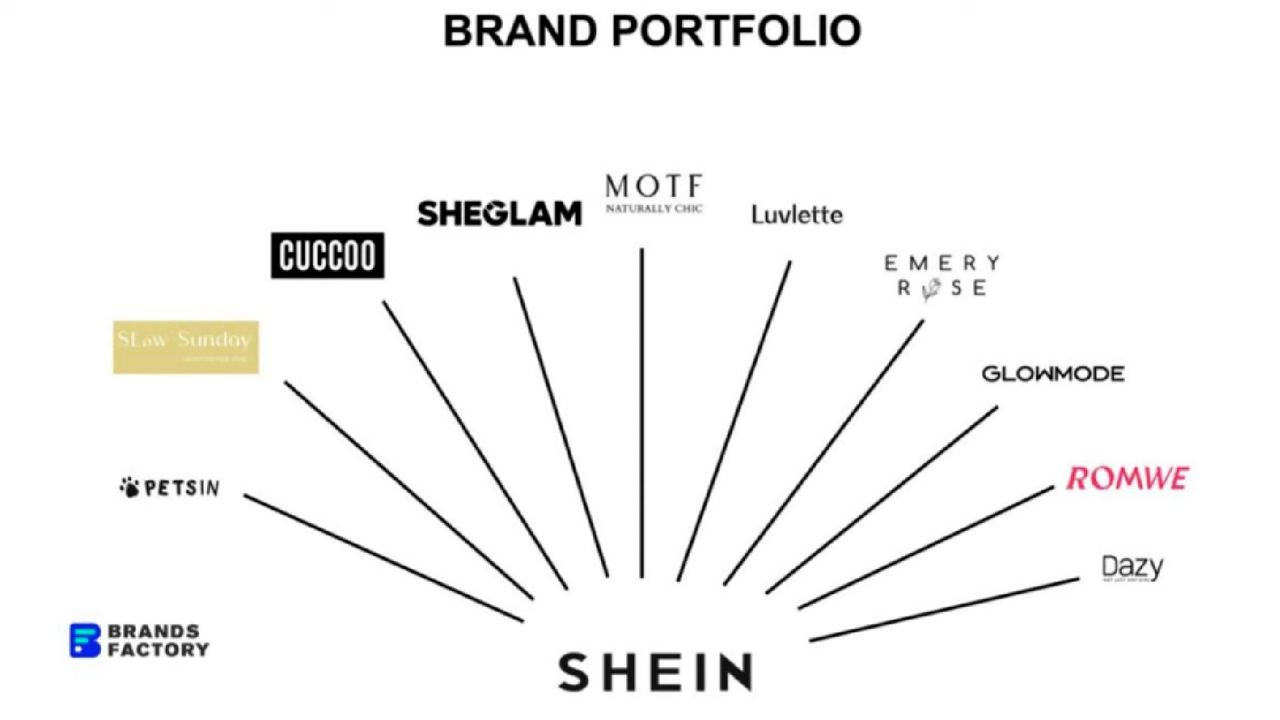 BRAND PORTFOLIO
MOTF
NATURALLY CHIC
SHEGLAM
Luvlette
CUCCOO
EMERY
ROSE
SLow Sunday
GLOWMODE
ROMWE
PETSIN
Dazy
BRANDS
FACTORY
SHEIN